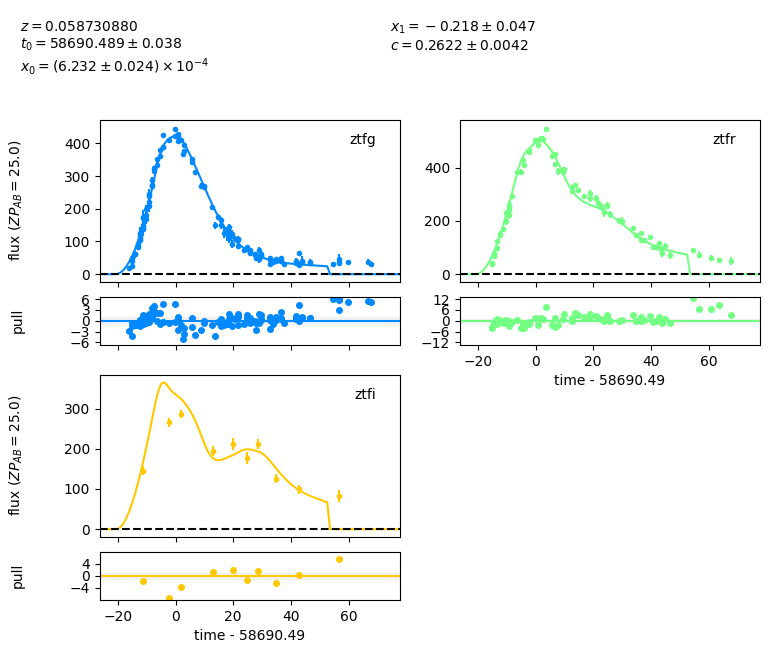 z = 0.058730880
t₀ = 58690.489 ± 0.038
x₀ = (6.232 ± 0.024) × 10⁻⁴
x₁ = −0.218 ± 0.047
c = 0.2622 ± 0.0042
flux (ZP_AB = 25.0)
400
300
200
100
0
ztfg
400
200
0
ztfr
pull
6
3
0
−3
−6
12
6
0
−6
−12
−20 0 20 40 60
time - 58690.49
flux (ZP_AB = 25.0)
300
200
100
0
ztfi
pull
4
0
−4
−20 0 20 40 60
time - 58690.49